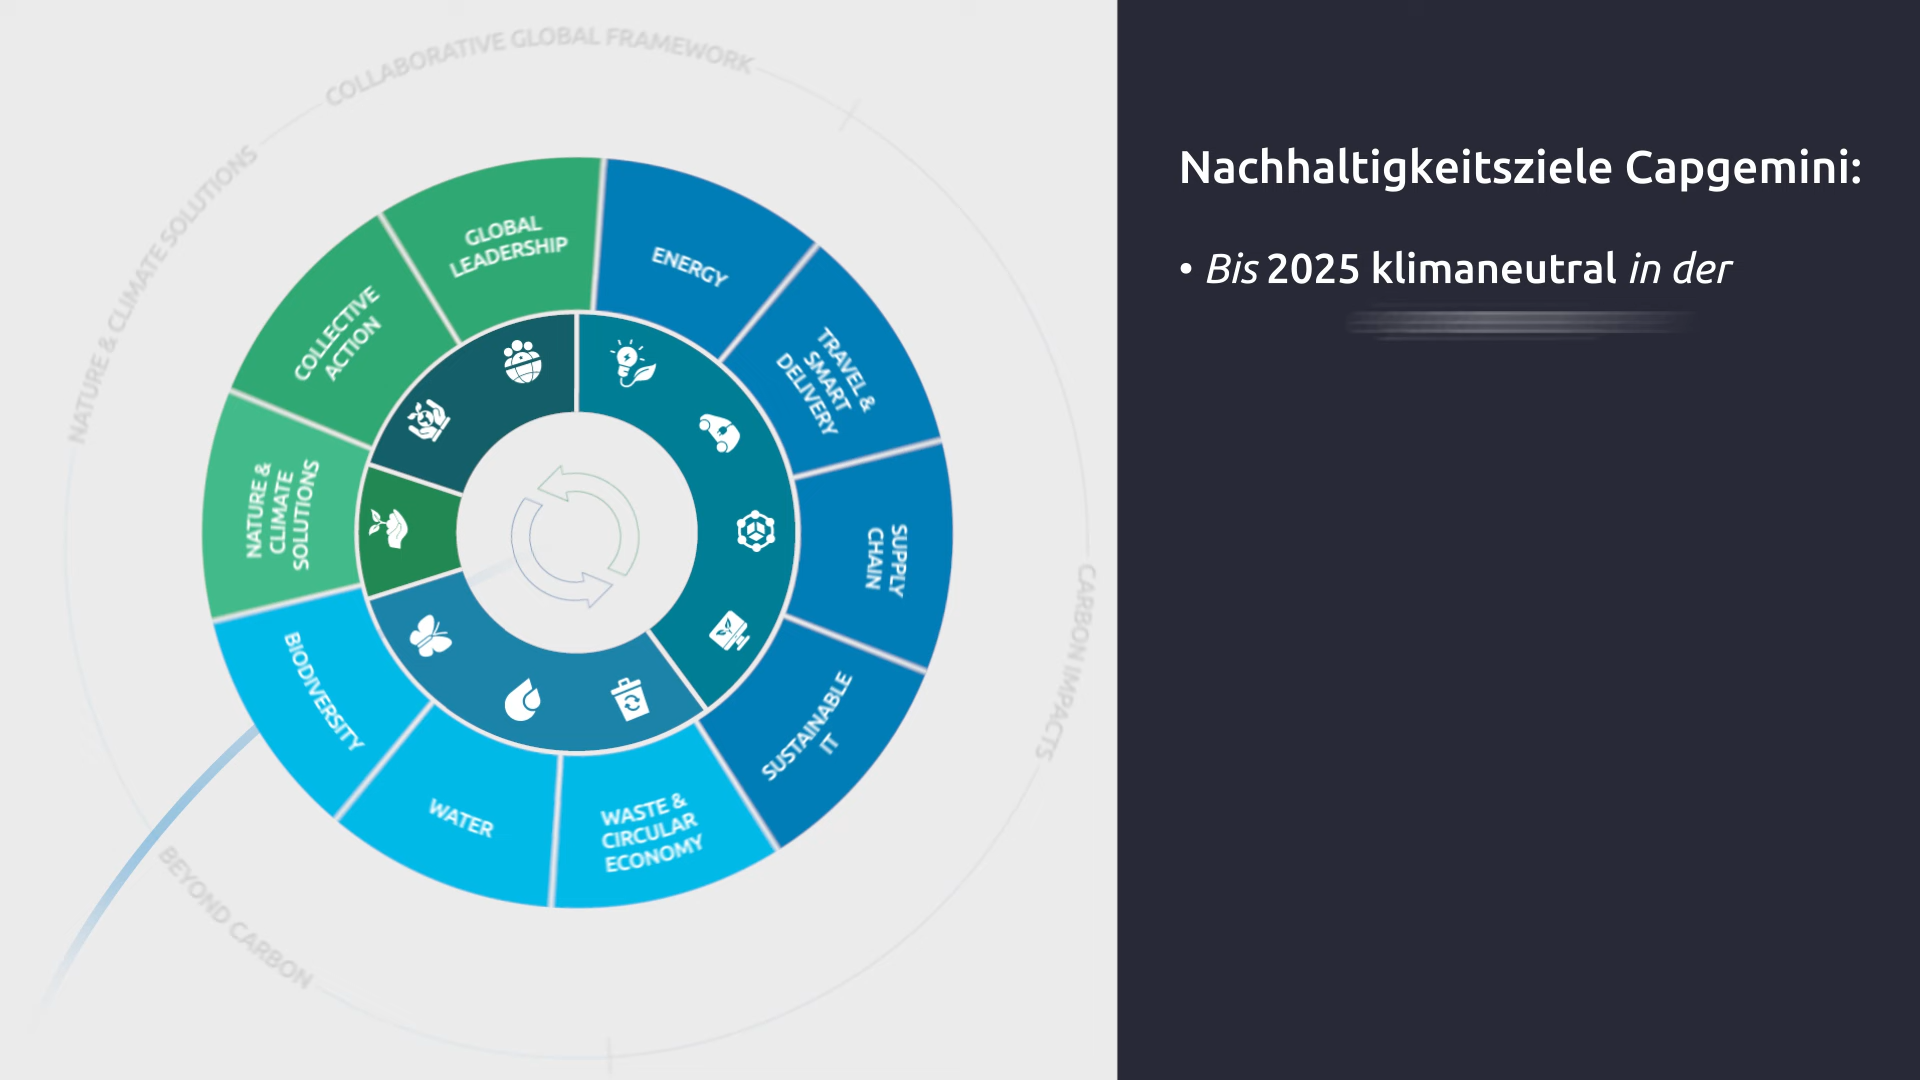 COLLABORATIVE GLOBAL FRAMEWORK
NATURE & CLIMATE SOLUTIONS
CARBON IMPACTS
BEYOND CARBON
GLOBAL
LEADERSHIP
ENERGY
TRAVEL &
SMART
DELIVERY
SUPPLY
CHAIN
SUSTAINABLE
IT
WASTE &
CIRCULAR
ECONOMY
WATER
BIODIVERSITY
NATURE &
CLIMATE
SOLUTIONS
COLLECTIVE
ACTION
Nachhaltigkeitsziele Capgemini:
• Bis 2025 klimaneutral in der